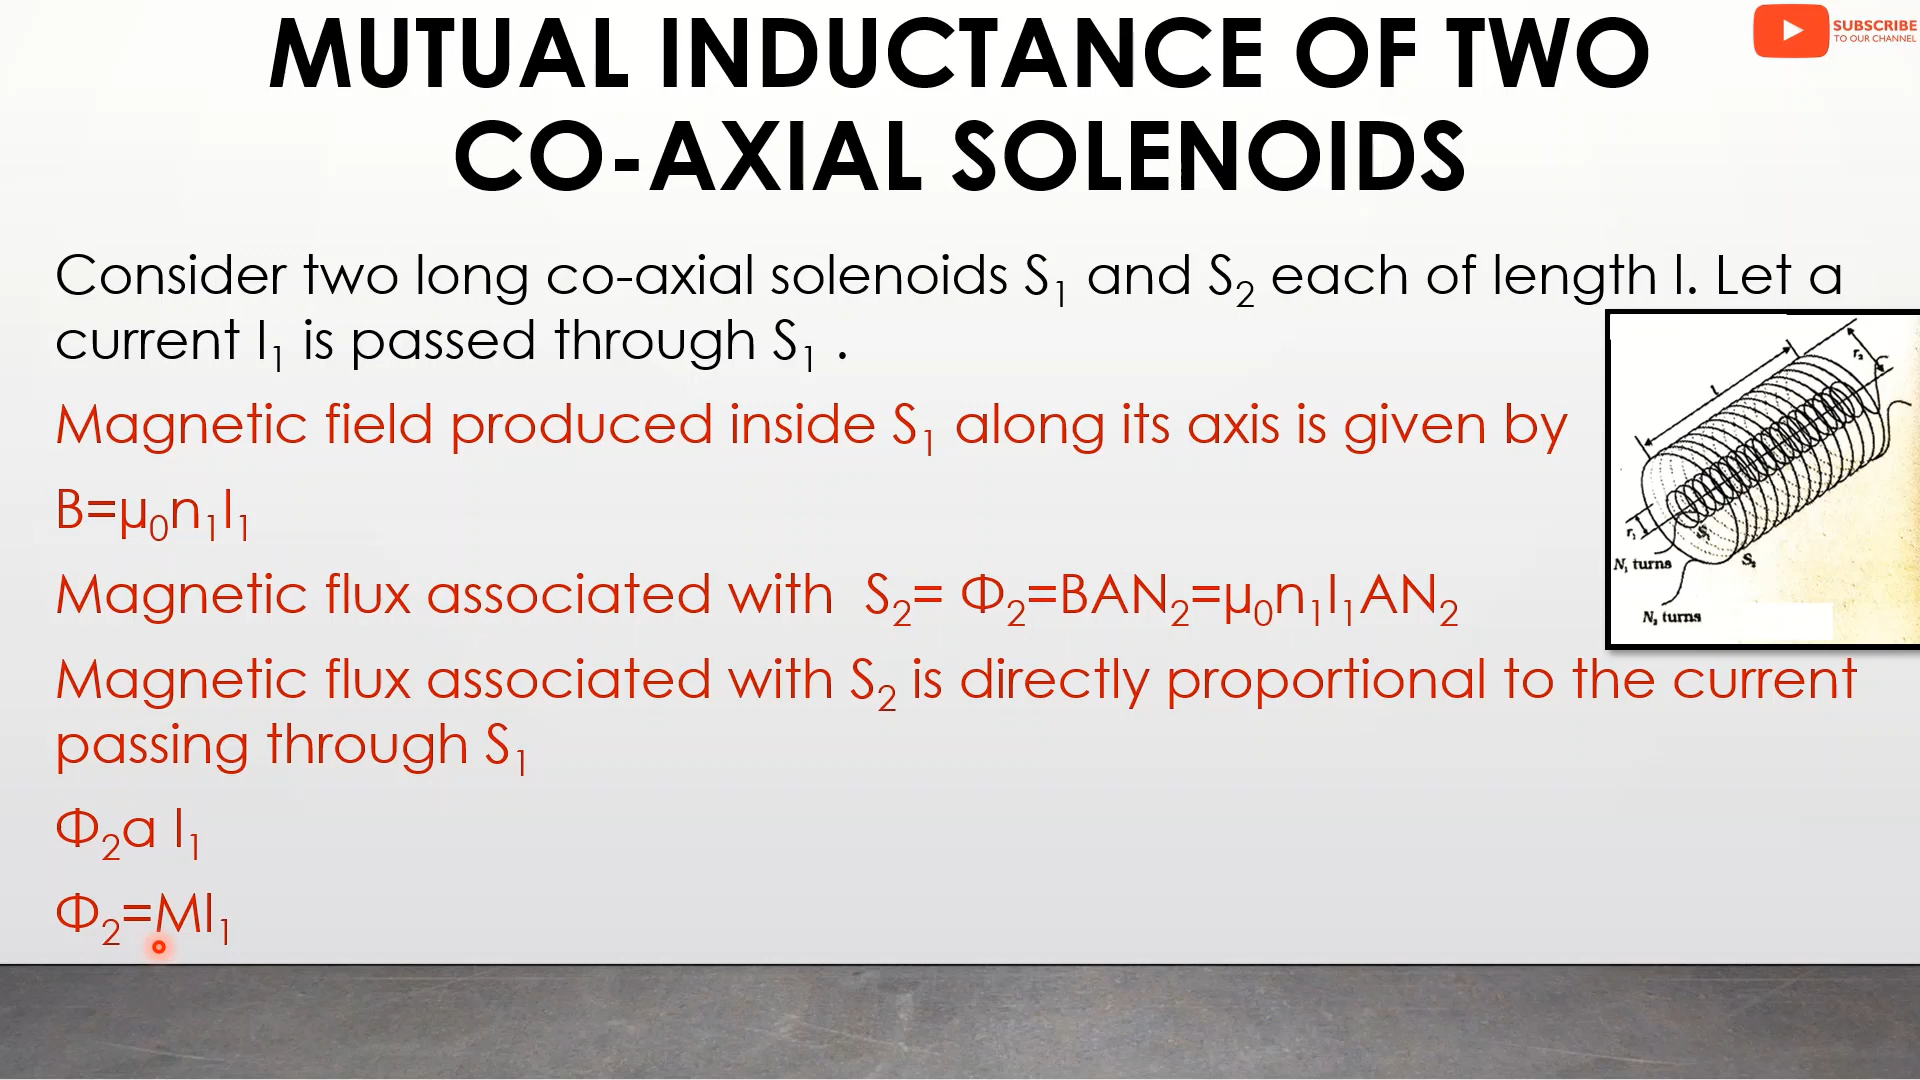 MUTUAL INDUCTANCE OF TWO
CO-AXIAL SOLENOIDS
SUBSCRIBE
TO OUR CHANNEL
Consider two long co-axial solenoids S₁ and S₂ each of length l. Let a
current I₁ is passed through S₁ .
Magnetic field produced inside S₁ along its axis is given by
B=μ₀n₁I₁
Magnetic flux associated with S₂= Φ₂=BAN₂=μ₀n₁I₁AN₂
Magnetic flux associated with S₂ is directly proportional to the current
passing through S₁
Φ₂a I₁
Φ₂=MI₁
l
r₂
r₁
S₁
S₂
N₁ turns
N₂ turns